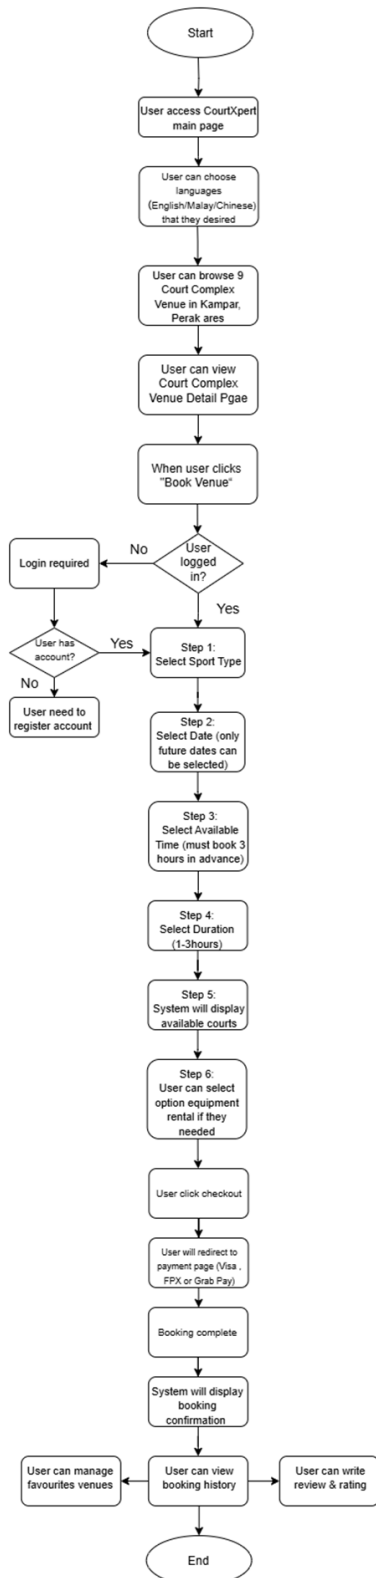 Start
User access CourtXpert
main page
User can choose
languages
(English/Malay/Chinese)
that they desired
User can browse 9
Court Complex
Venue in Kampar,
Perak ares
User can view
Court Complex
Venue Detail Pgae
When user clicks
"Book Venue“
User
logged
in?
No
Login required
Yes
User has
account?
Yes
Step 1:
Select Sport Type
No
User need to
register account
Step 2:
Select Date (only
future dates can
be selected)
Step 3:
Select Available
Time (must book 3
hours in advance)
Step 4:
Select Duration
(1-3hours)
Step 5:
System will display
available courts
Step 6:
User can select
option equipment
rental if they
needed
User click checkout
User will redirect to
payment page (Visa ,
FPX or Grab Pay)
Booking complete
System will display
booking
confirmation
User can manage
favourites venues
User can view
booking history
User can write
review & rating
End